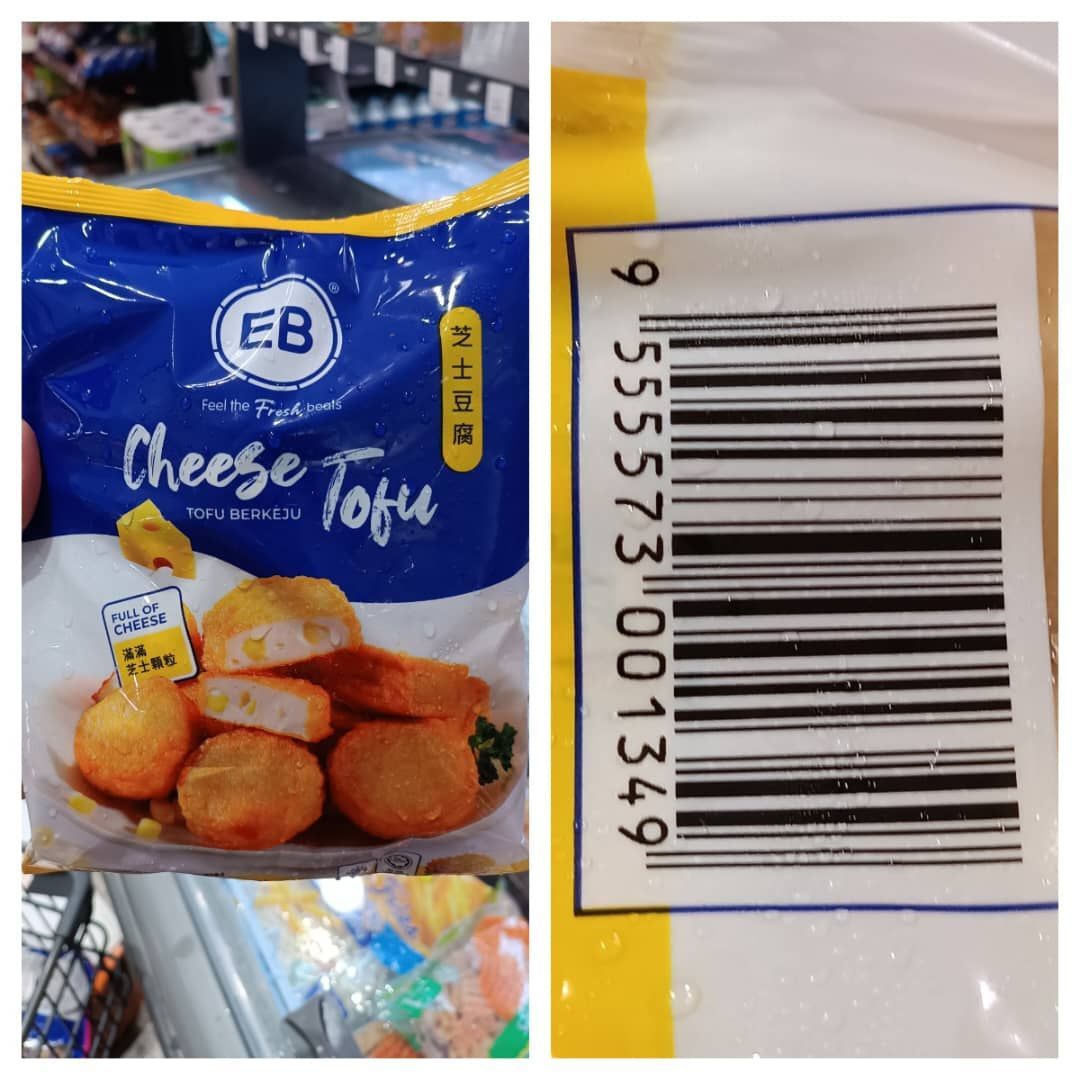 EB
®
Feel the Fresh beats
Cheese Tofu
TOFU BERKEJU
芝士豆腐
FULL OF
CHEESE
滿滿
芝士顆粒
9 555573 001349